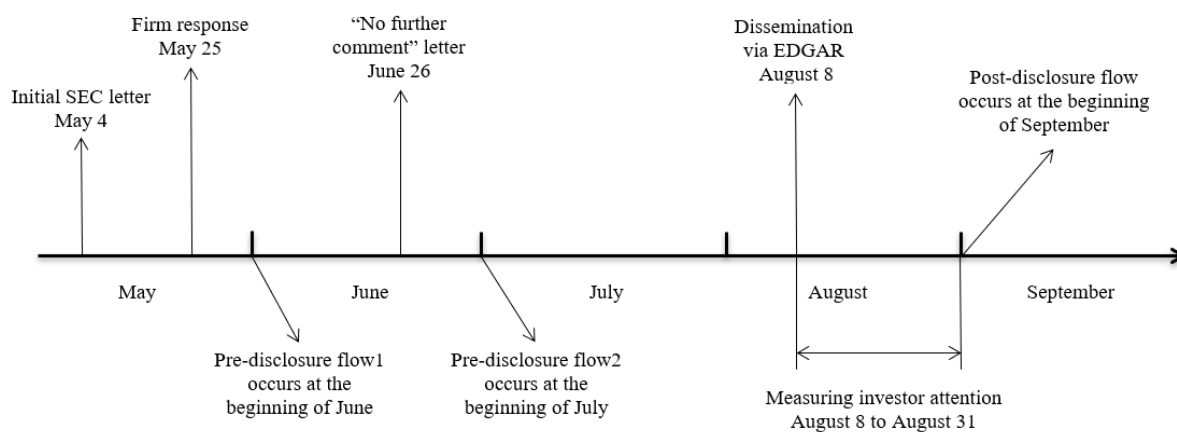 Firm response
May 25
“No further
comment” letter
June 26
Dissemination
via EDGAR
August 8
Post-disclosure flow
occurs at the beginning
of September
Initial SEC letter
May 4
May
June
July
August
September
Pre-disclosure flow1
occurs at the
beginning of June
Pre-disclosure flow2
occurs at the
beginning of July
Measuring investor attention
August 8 to August 31